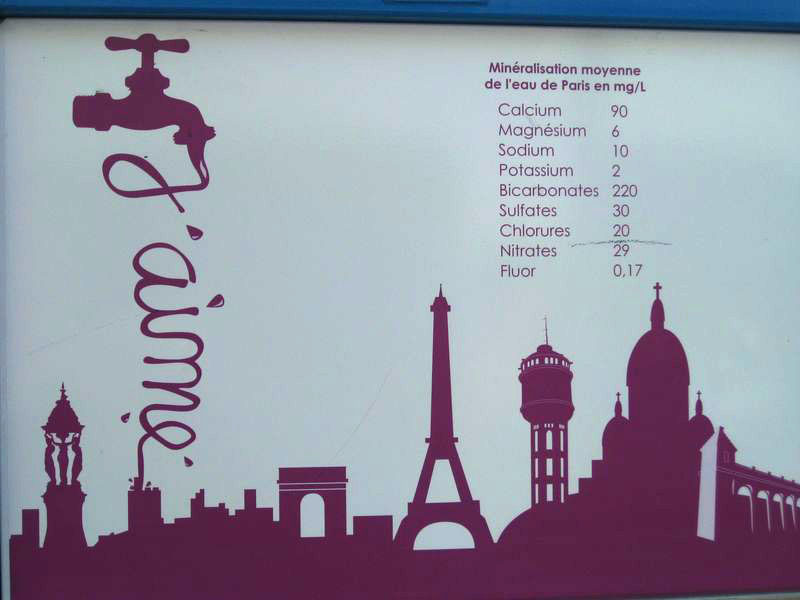 J'aime
Minéralisation moyenne
de l'eau de Paris en mg/L
Calcium 90
Magnésium 6
Sodium 10
Potassium 2
Bicarbonates 220
Sulfates 30
Chlorures 20
Nitrates 29
Fluor 0,17